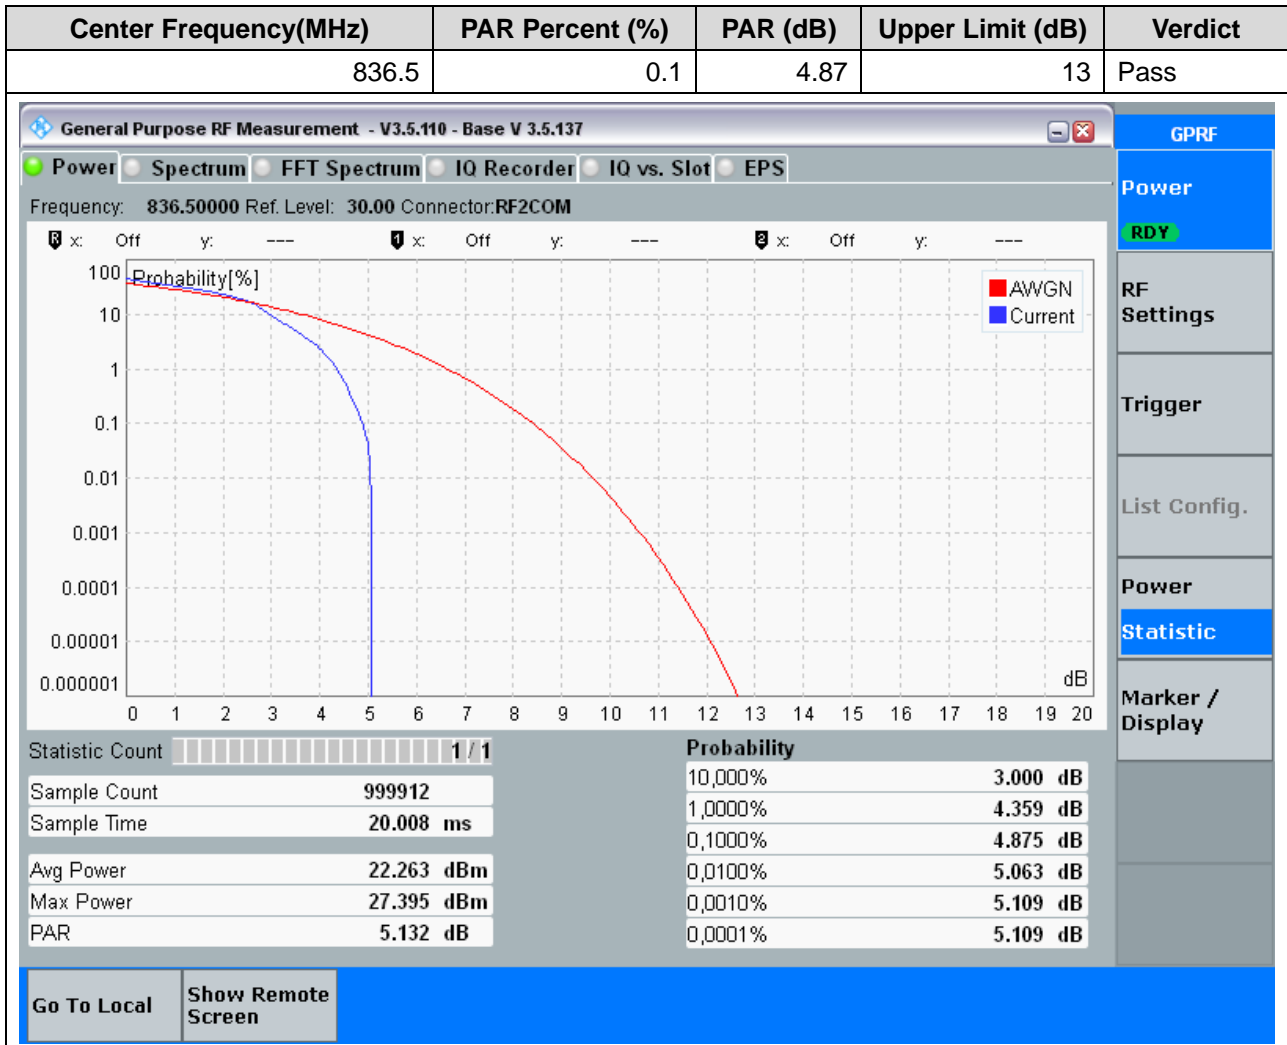 Center Frequency(MHz) PAR Percent (%) PAR (dB) Upper Limit (dB) Verdict
836.5 0.1 4.87 13 Pass
General Purpose RF Measurement - V3.5.110 - Base V 3.5.137
GPRF
Power Spectrum FFT Spectrum IQ Recorder IQ vs. Slot EPS
Power
RDY
Frequency: 836.50000 Ref. Level: 30.00 Connector:RF2COM
R x: Off y: --- 1 x: Off y: --- 2 x: Off y: ---
Probability[%]
AWGN
Current
100
10
1
0.1
0.01
0.001
0.0001
0.00001
0.000001
dB
0 1 2 3 4 5 6 7 8 9 10 11 12 13 14 15 16 17 18 19 20
RF
Settings
Trigger
List Config.
Power
Statistic
Marker /
Display
Statistic Count 1 / 1
Sample Count 999912
Sample Time 20.008 ms
Avg Power 22.263 dBm
Max Power 27.395 dBm
PAR 5.132 dB
Probability
10,000% 3.000 dB
1,0000% 4.359 dB
0,1000% 4.875 dB
0,0100% 5.063 dB
0,0010% 5.109 dB
0,0001% 5.109 dB
Go To Local
Show Remote
Screen